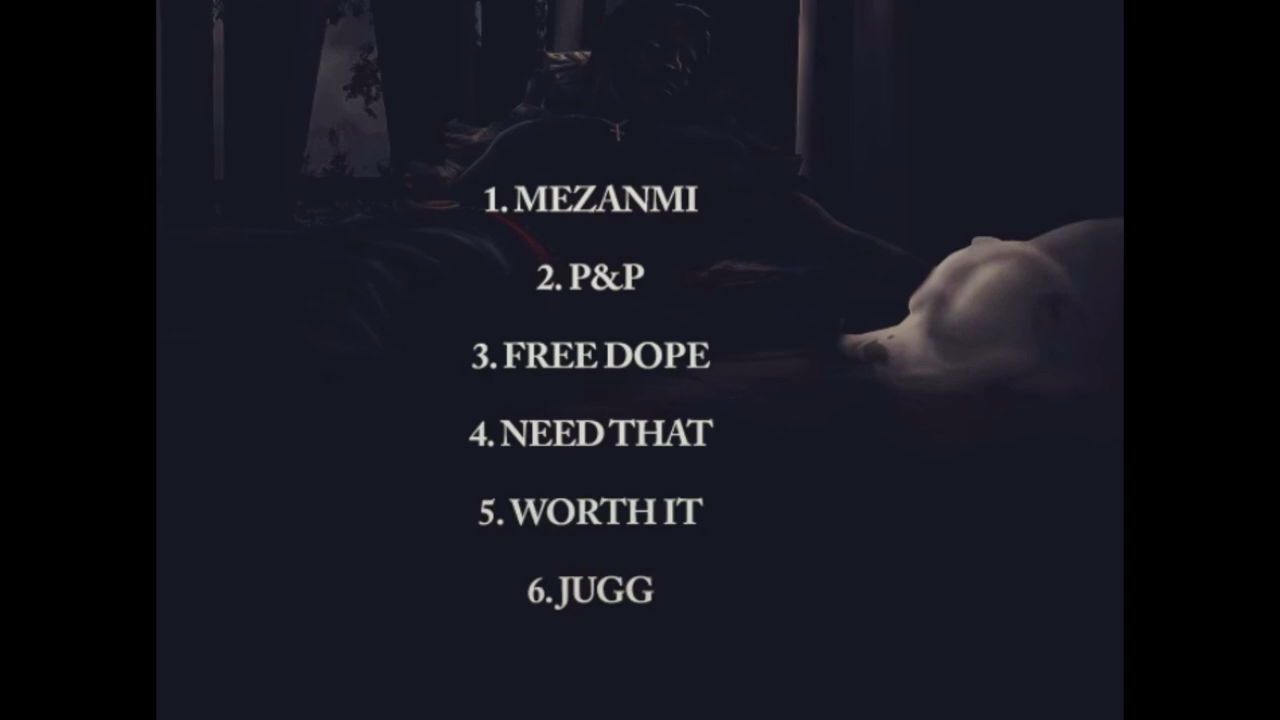 1. MEZANMI
2. P&P
3. FREE DOPE
4. NEED THAT
5. WORTH IT
6. JUGG